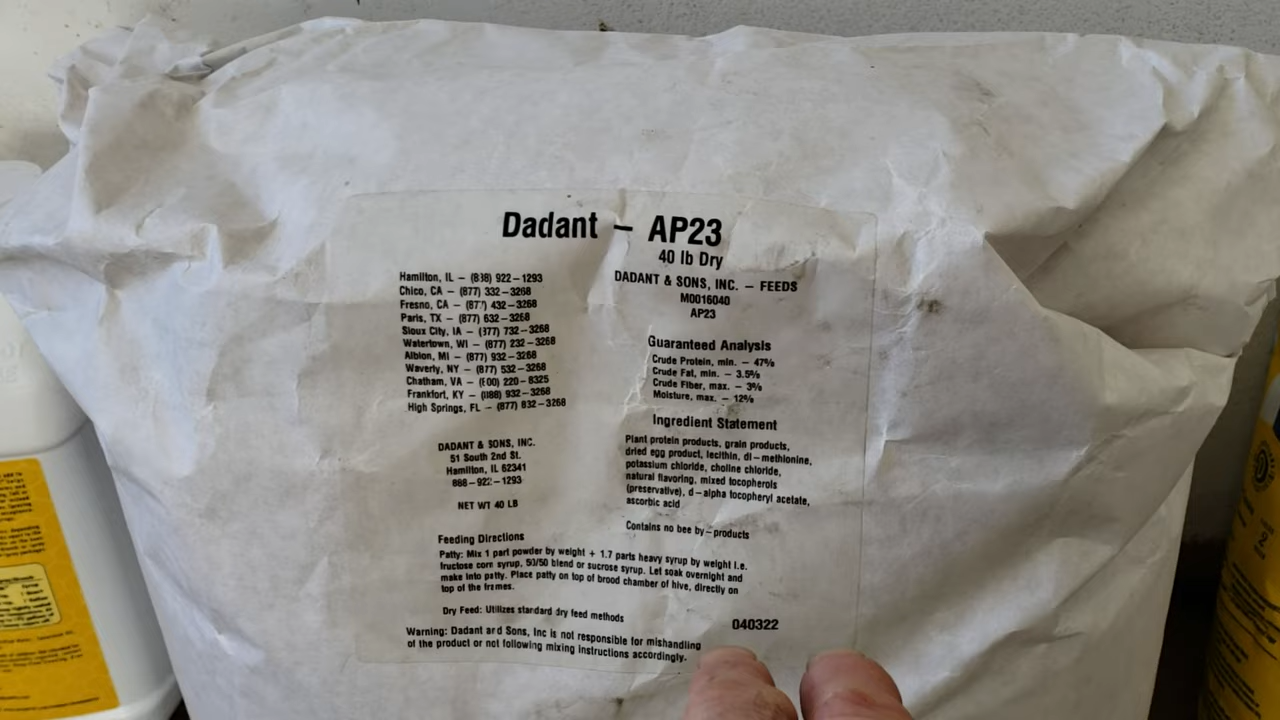 Dadant – AP23
40 lb Dry
Hamilton, IL – (838) 922–1293
Chico, CA – (877) 332–3268
Fresno, CA – (877) 432–3268
Paris, TX – (877) 632–3268
Sioux City, IA – (377) 732–3268
Watertown, WI – (877) 232–3268
Albion, MI – (877) 932–3268
Waverly, NY – (877) 532–3268
Chatham, VA – (800) 220–8325
Frankfort, KY – (888) 932–3268
High Springs, FL – (877) 832–3268
DADANT & SONS, INC.
51 South 2nd St.
Hamilton, IL 62341
888–922–1293
NET WT 40 LB
DADANT & SONS, INC. – FEEDS
M0016040
AP23
Guaranteed Analysis
Crude Protein, min. – 47%
Crude Fat, min. – 3.5%
Crude Fiber, max. – 3%
Moisture, max. – 12%
Ingredient Statement
Plant protein products, grain products,
dried egg product, lecithin, dl–methionine,
potassium chloride, choline chloride,
natural flavoring, mixed tocopherols
(preservative), d–alpha tocopheryl acetate,
ascorbic acid
Contains no bee by–products
Feeding Directions
Patty: Mix 1 part powder by weight + 1.7 parts heavy syrup by weight i.e.
fructose corn syrup, 50/50 blend or sucrose syrup. Let soak overnight and
make into patty. Place patty on top of brood chamber of hive, directly on
top of the frames.
Dry Feed: Utilizes standard dry feed methods
040322
Warning: Dadant and Sons, Inc is not responsible for mishandling
of the product or not following mixing instructions accordingly.